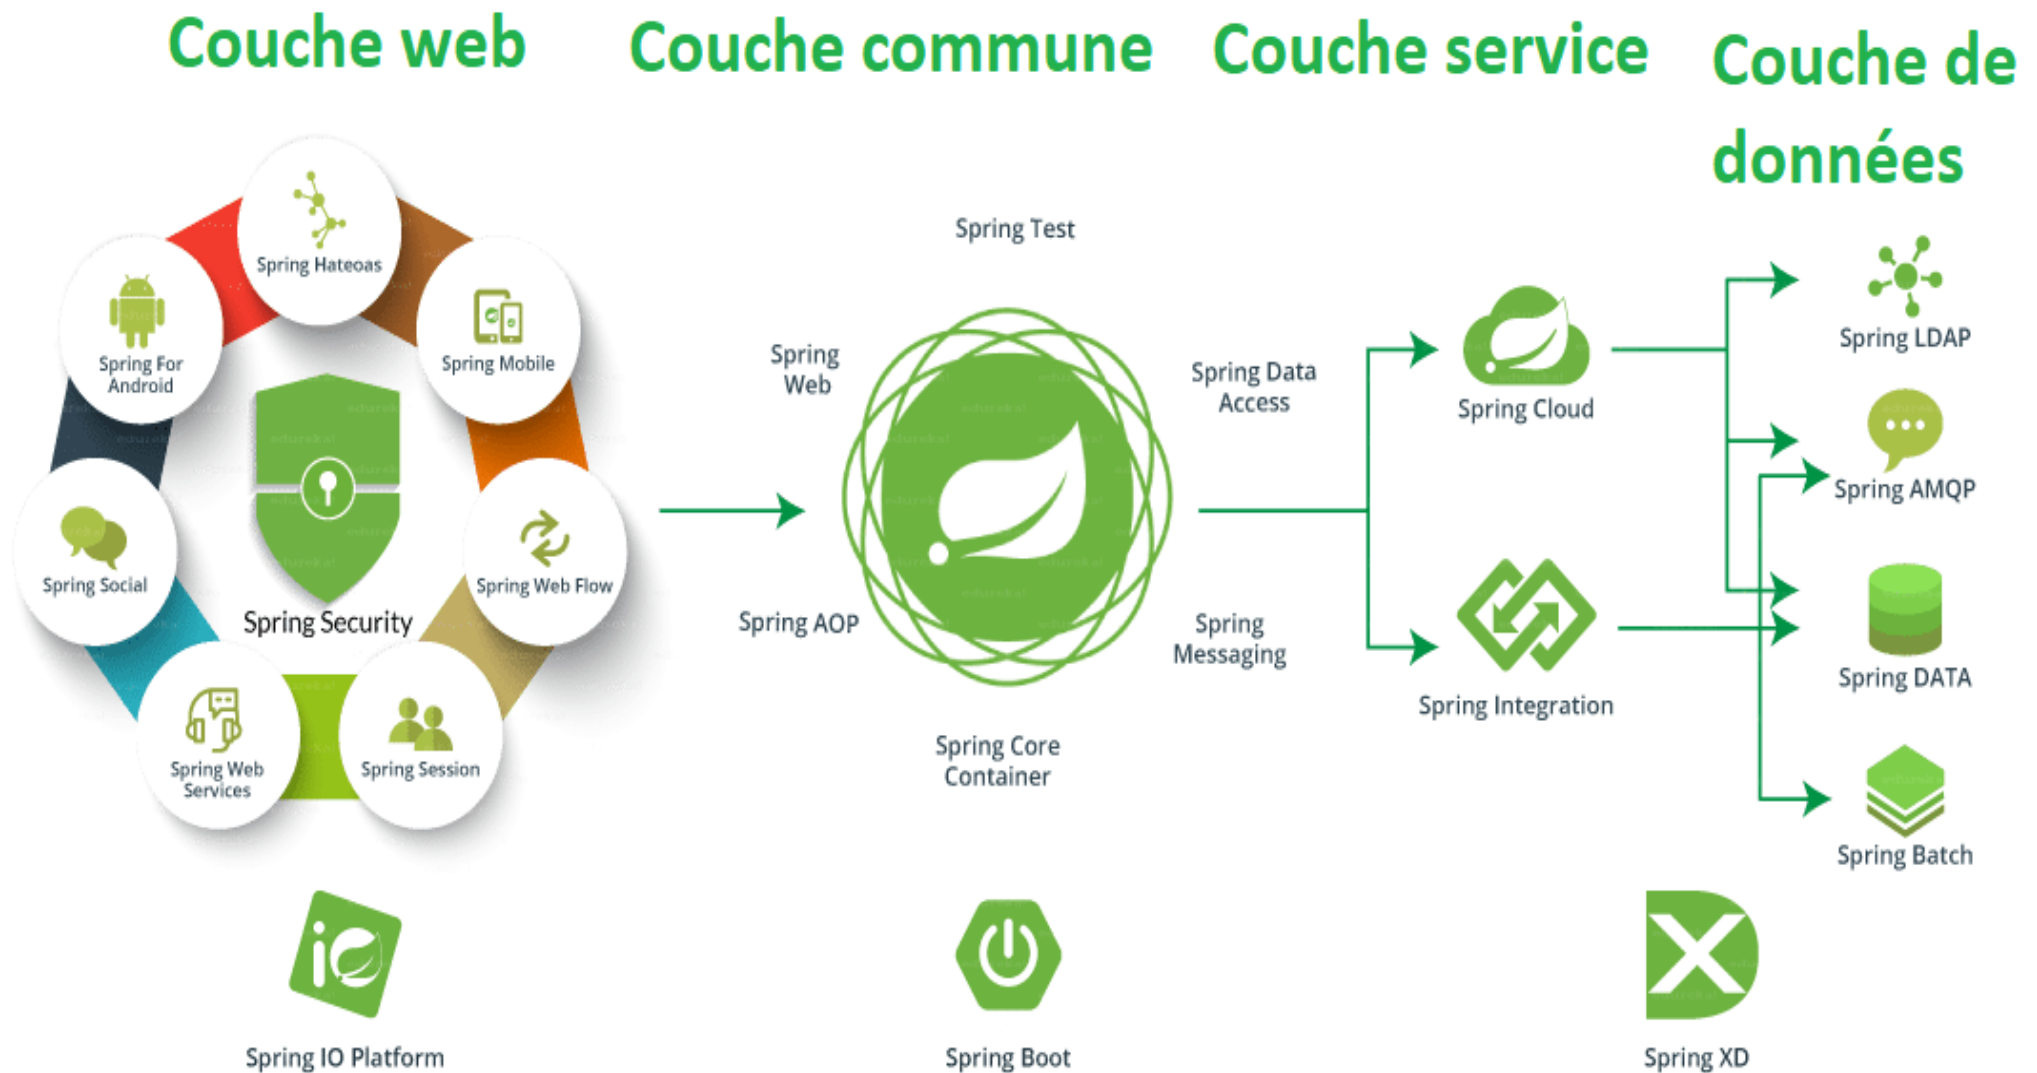 Couche web
Couche commune
Couche service
Couche de
données
Spring Hateoas
Spring For
Android
Spring Mobile
Spring Social
Spring Security
Spring Web Flow
Spring Web
Services
Spring Session
Spring Test
Spring
Web
Spring Data
Access
Spring AOP
Spring
Messaging
Spring Core
Container
Spring Cloud
Spring Integration
Spring LDAP
Spring AMQP
Spring DATA
Spring Batch
io
Spring IO Platform
Spring Boot
X
Spring XD